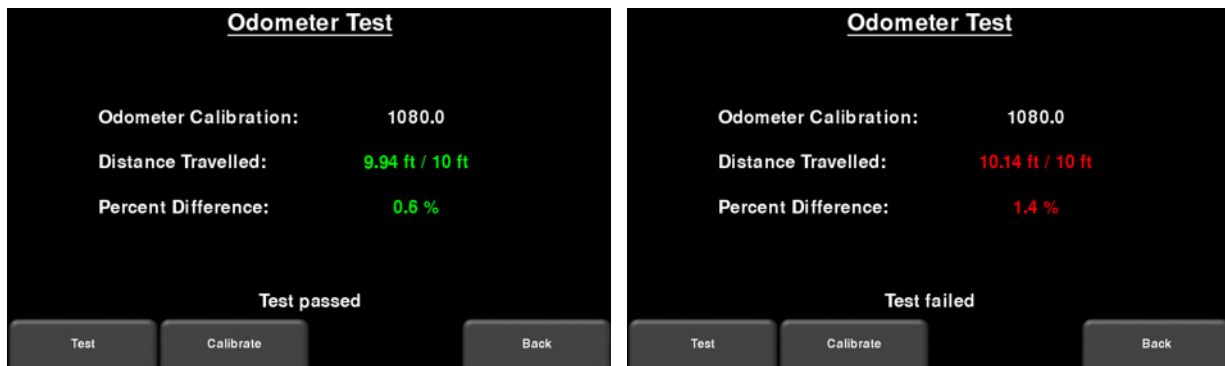 Odometer Test
Odometer Calibration: 1080.0
Distance Travelled: 9.94 ft / 10 ft
Percent Difference: 0.6 %
Test passed
Test Calibrate Back
Odometer Test
Odometer Calibration: 1080.0
Distance Travelled: 10.14 ft / 10 ft
Percent Difference: 1.4 %
Test failed
Test Calibrate Back